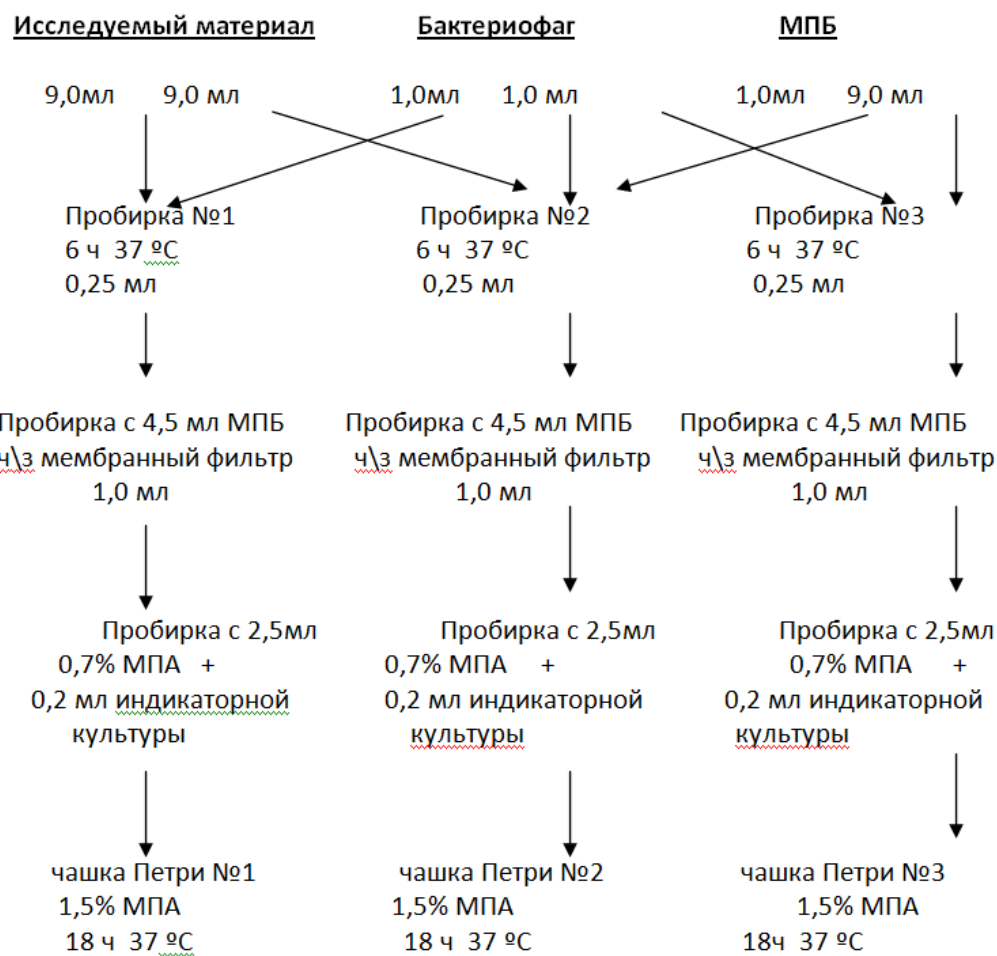 Исследуемый материал Бактериофаг МПБ
9,0мл 9,0 мл 1,0мл 1,0 мл 1,0мл 9,0 мл
Пробирка №1 Пробирка №2 Пробирка №3
6 ч 37 ºС 6 ч 37 ºС 6 ч 37 ºС
0,25 мл 0,25 мл 0,25 мл
Пробирка с 4,5 мл МПБ Пробирка с 4,5 мл МПБ Пробирка с 4,5 мл МПБ
ч\з мембранный фильтр ч\з мембранный фильтр ч\з мембранный фильтр
1,0 мл 1,0 мл 1,0 мл
Пробирка с 2,5мл Пробирка с 2,5мл Пробирка с 2,5мл
0,7% МПА + 0,7% МПА + 0,7% МПА +
0,2 мл индикаторной 0,2 мл индикаторной 0,2 мл индикаторной
культуры культуры культуры
чашка Петри №1 чашка Петри №2 чашка Петри №3
1,5% МПА 1,5% МПА 1,5% МПА
18 ч 37 ºС 18 ч 37 ºС 18ч 37 ºС